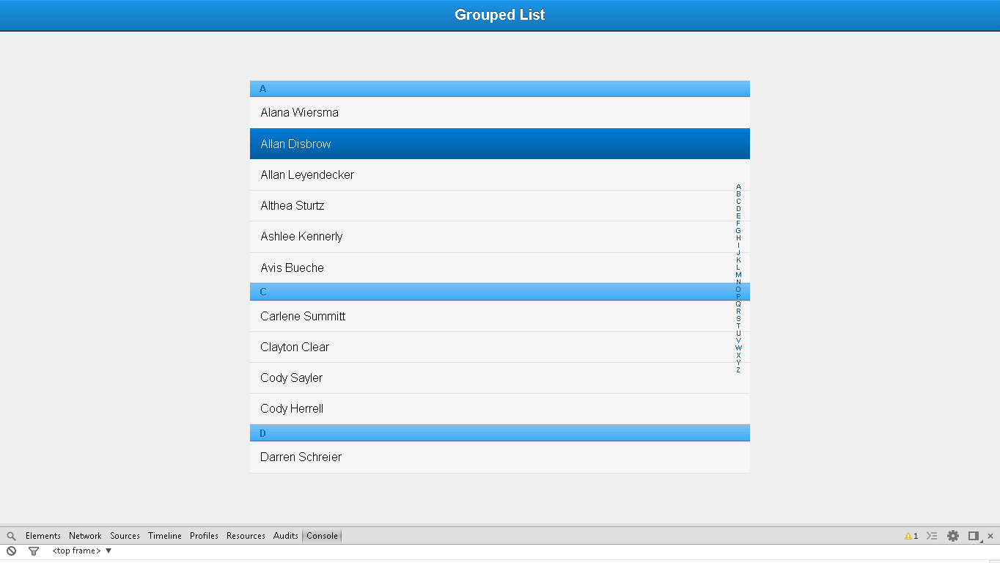 Grouped List
A
Alana Wiersma
Allan Disbrow
Allan Leyendecker
Althea Sturtz
Ashlee Kennerly
Avis Bueche
C
Carlene Summitt
Clayton Clear
Cody Sayler
Cody Herrell
D
Darren Schreier
A
B
C
D
E
F
G
H
I
J
K
L
M
N
O
P
Q
R
S
T
U
V
W
X
Y
Z
Elements Network Sources Timeline Profiles Resources Audits Console 1
<top frame>